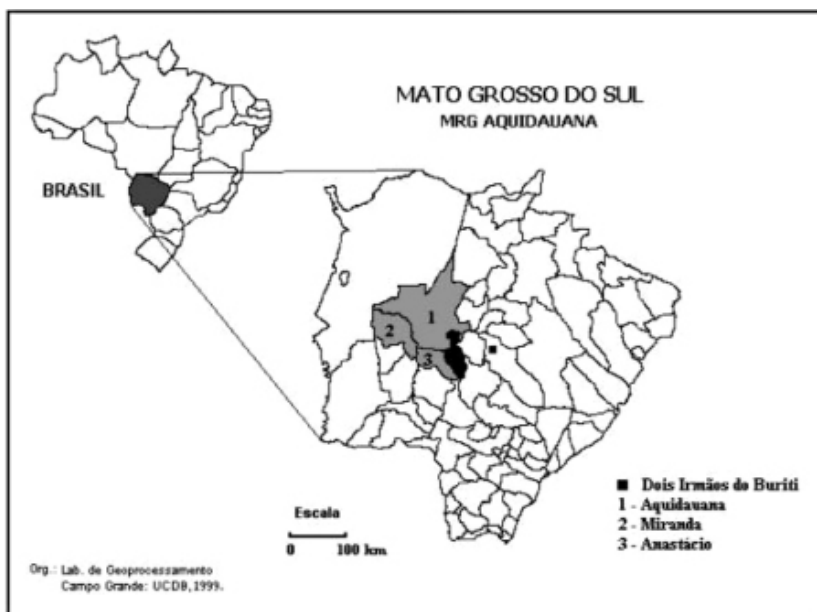 MATO GROSSO DO SUL
MRG AQUIDAUANA
BRASIL
1
2
3
Dois Irmãos do Buriti
1 - Aquidauana
2 - Miranda
3 - Anastácio
Escala
0 100 km
Org.: Lab. de Geoprocessamento
Campo Grande: UCDB, 1999.